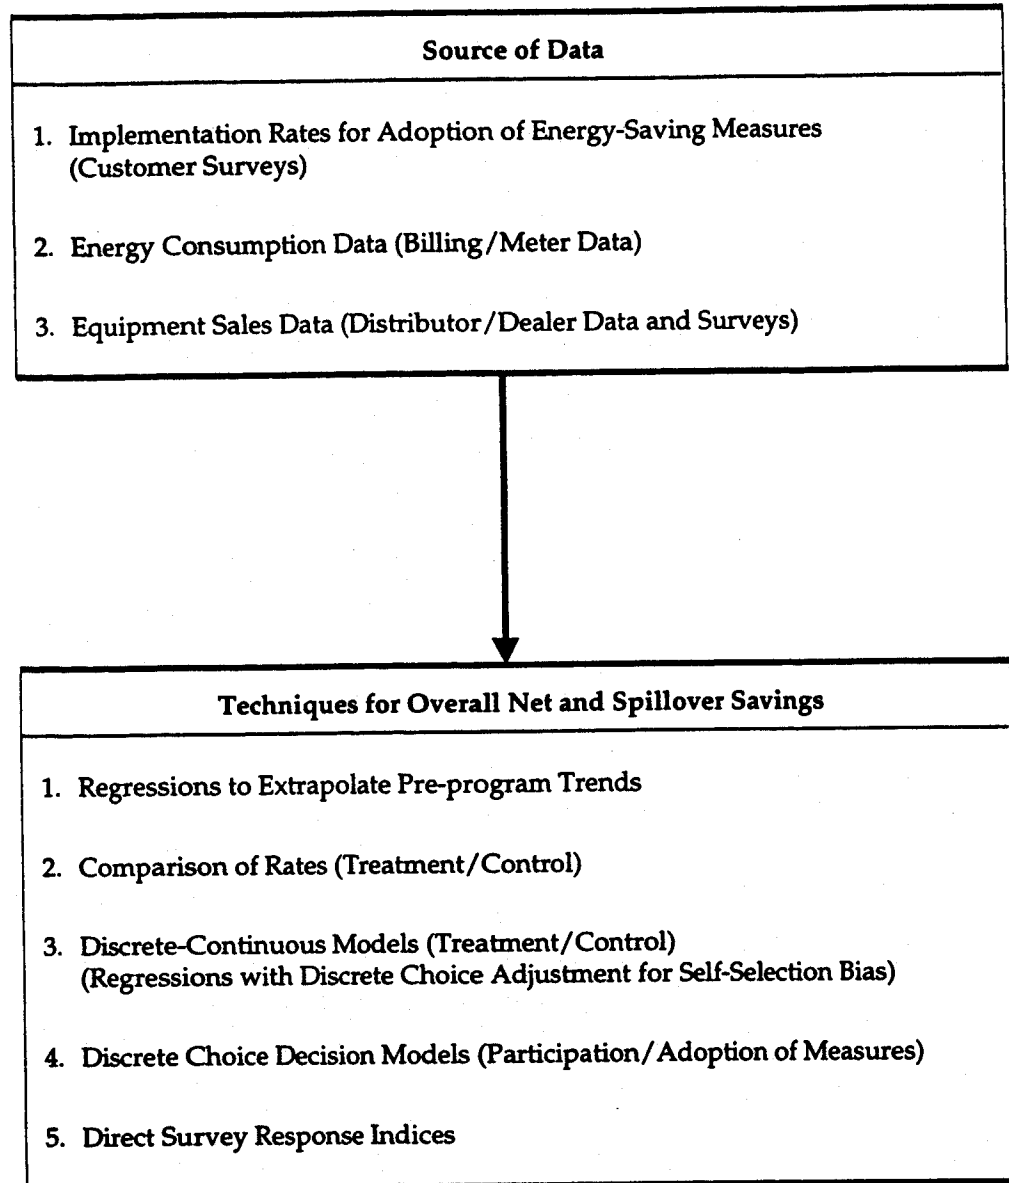 Source of Data
1. Implementation Rates for Adoption of Energy-Saving Measures
(Customer Surveys)
2. Energy Consumption Data (Billing/Meter Data)
3. Equipment Sales Data (Distributor/Dealer Data and Surveys)
Techniques for Overall Net and Spillover Savings
1. Regressions to Extrapolate Pre-program Trends
2. Comparison of Rates (Treatment/Control)
3. Discrete-Continuous Models (Treatment/Control)
(Regressions with Discrete Choice Adjustment for Self-Selection Bias)
4. Discrete Choice Decision Models (Participation/Adoption of Measures)
5. Direct Survey Response Indices